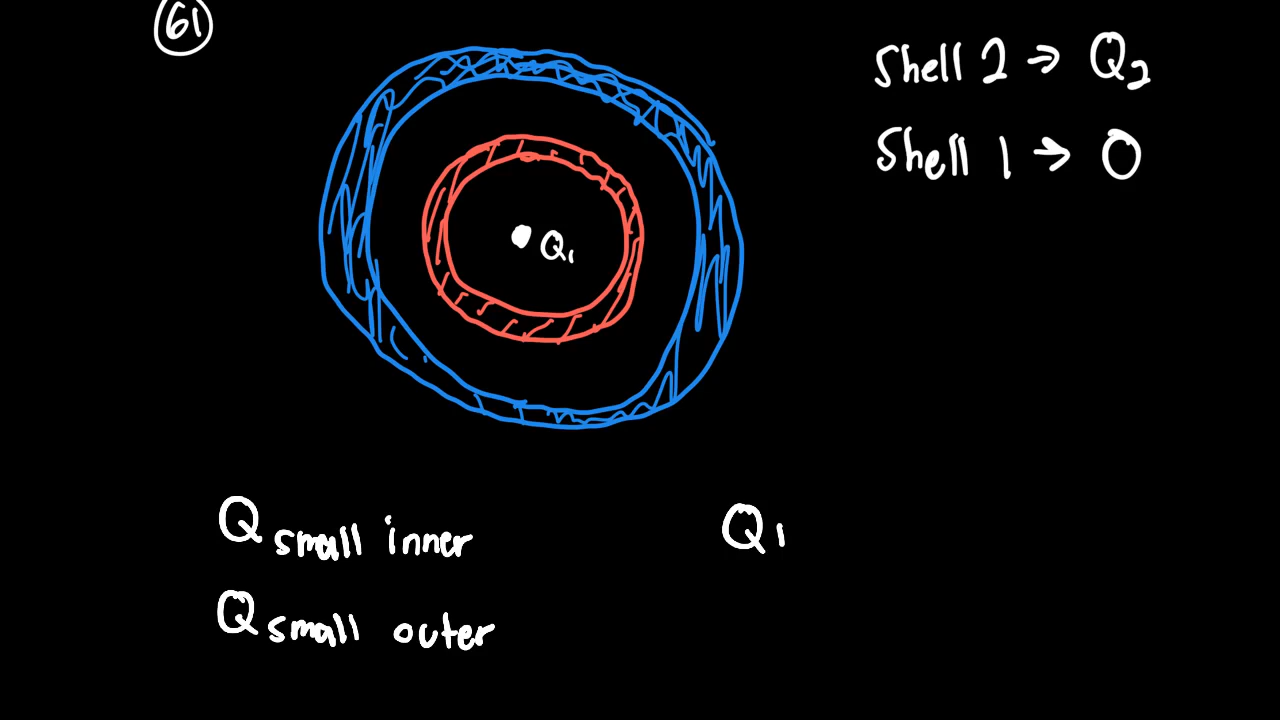 61
Shell 2 → Q2
Shell 1 → 0
Q1
Q small inner Q1
Q small outer